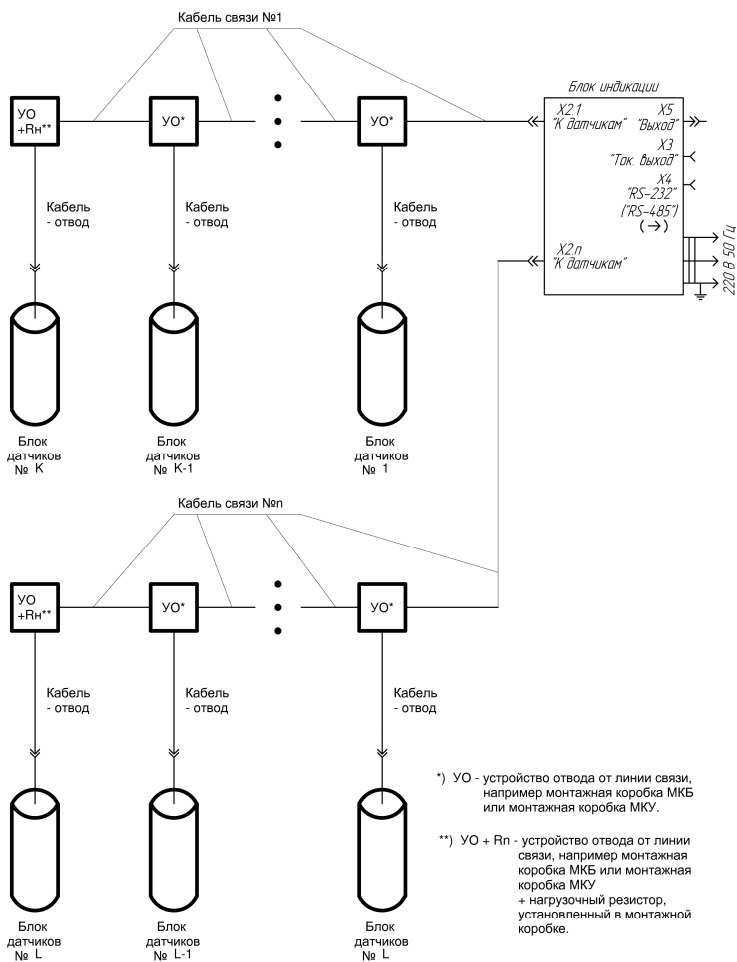 Кабель связи №1
Блок индикации
УО
+Rн**
УО*
УО*
X2.1
"К датчикам"
X5
"Выход"
X3
"Ток. выход"
X4
"RS-232"
("RS-485")
(→)
X2.n
"К датчикам"
220 В 50 Гц
Кабель
- отвод
Кабель
- отвод
Кабель
- отвод
Блок
датчиков
№ K
Блок
датчиков
№ K-1
Блок
датчиков
№ 1
Кабель связи №n
УО
+Rн**
УО*
УО*
Кабель
- отвод
Кабель
- отвод
Кабель
- отвод
Блок
датчиков
№ L
Блок
датчиков
№ L-1
Блок
датчиков
№ L
*) УО - устройство отвода от линии связи,
например монтажная коробка МКБ
или монтажная коробка МКУ.
**) УО + Rn - устройство отвода от линии
связи, например монтажная
коробка МКБ или монтажная
коробка МКУ
+ нагрузочный резистор,
установленный в монтажной
коробке.